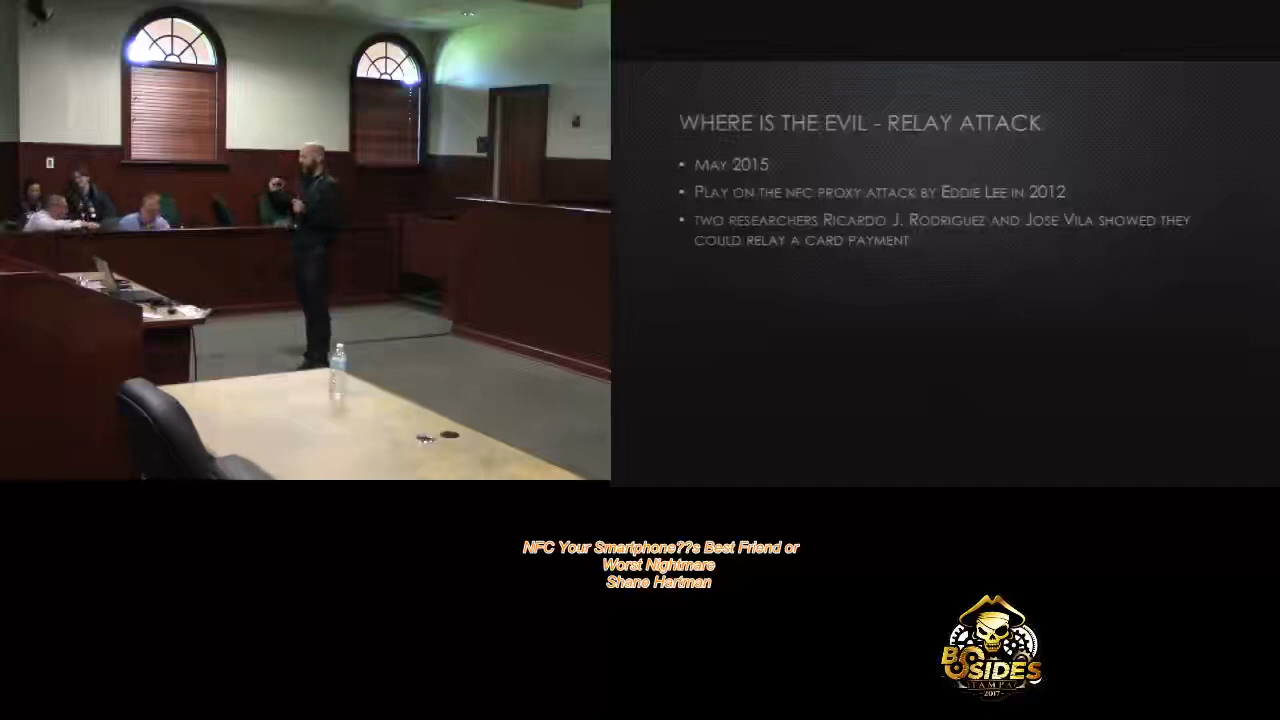 WHERE IS THE EVIL - RELAY ATTACK
• MAY 2015
• PLAY ON THE NFC PROXY ATTACK BY EDDIE LEE IN 2012
• TWO RESEARCHERS RICARDO J. RODRIGUEZ AND JOSE VILA SHOWED THEY
COULD RELAY A CARD PAYMENT
NFC Your Smartphone??s Best Friend or
Worst Nightmare
Shane Hartman
BSIDES
TAMPA
-2017-